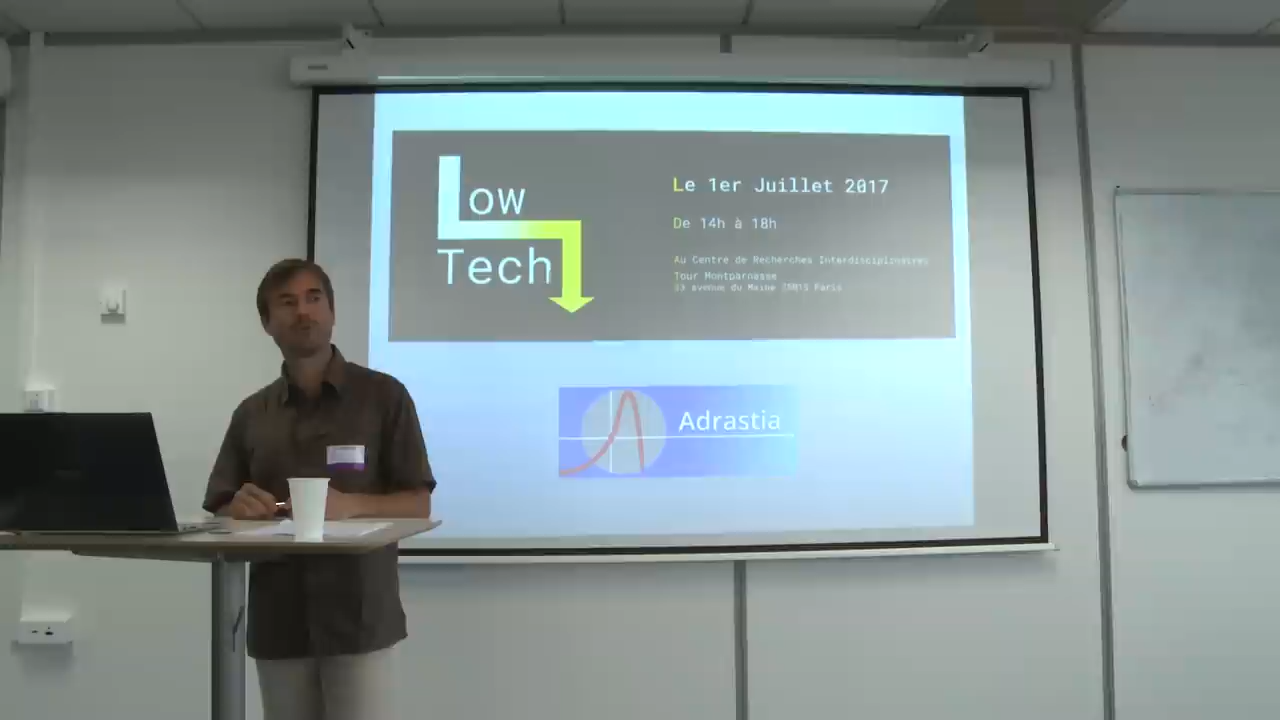 Low
Tech
Le 1er Juillet 2017
De 14h à 18h
Au Centre de Recherches Interdisciplinaires
Tour Montparnasse
33 avenue du Maine 75015 Paris
Adrastia